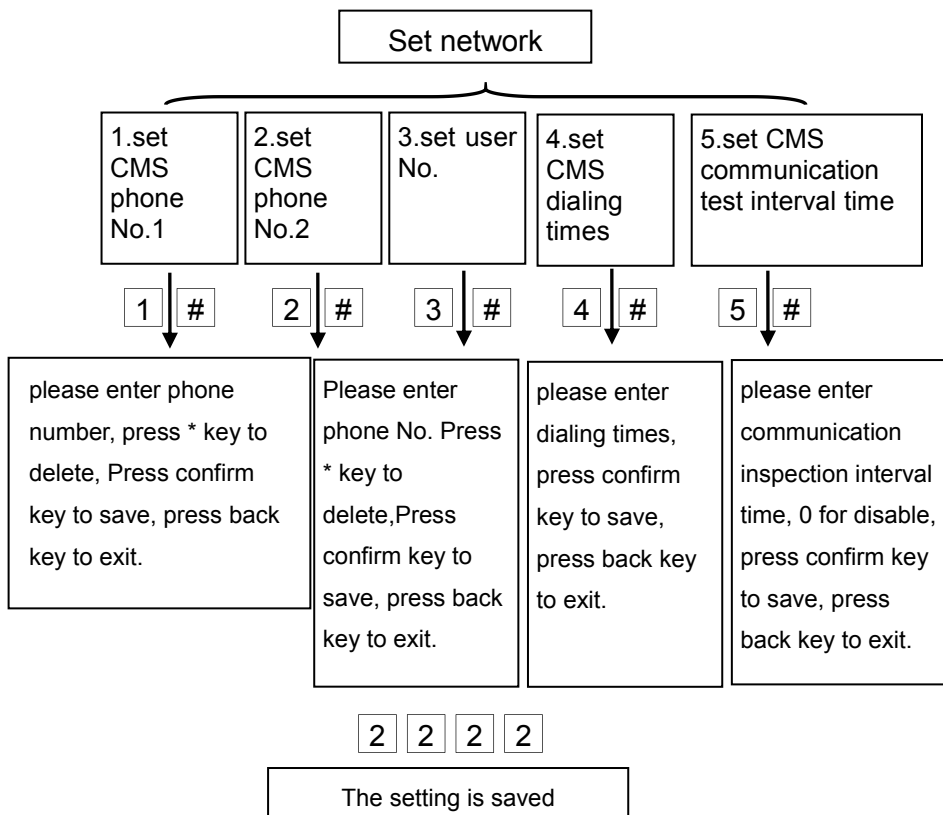 Set network
1.set
CMS
phone
No.1
2.set
CMS
phone
No.2
3.set user
No.
4.set
CMS
dialing
times
5.set CMS
communication
test interval time
1 #
2 #
3 #
4 #
5 #
please enter phone
number, press * key to
delete, Press confirm
key to save, press back
key to exit.
Please enter
phone No. Press
* key to
delete,Press
confirm key to
save, press back
key to exit.
please enter
dialing times,
press confirm
key to save,
press back key
to exit.
please enter
communication
inspection interval
time, 0 for disable,
press confirm key
to save, press
back key to exit.
2 2 2 2
The setting is saved